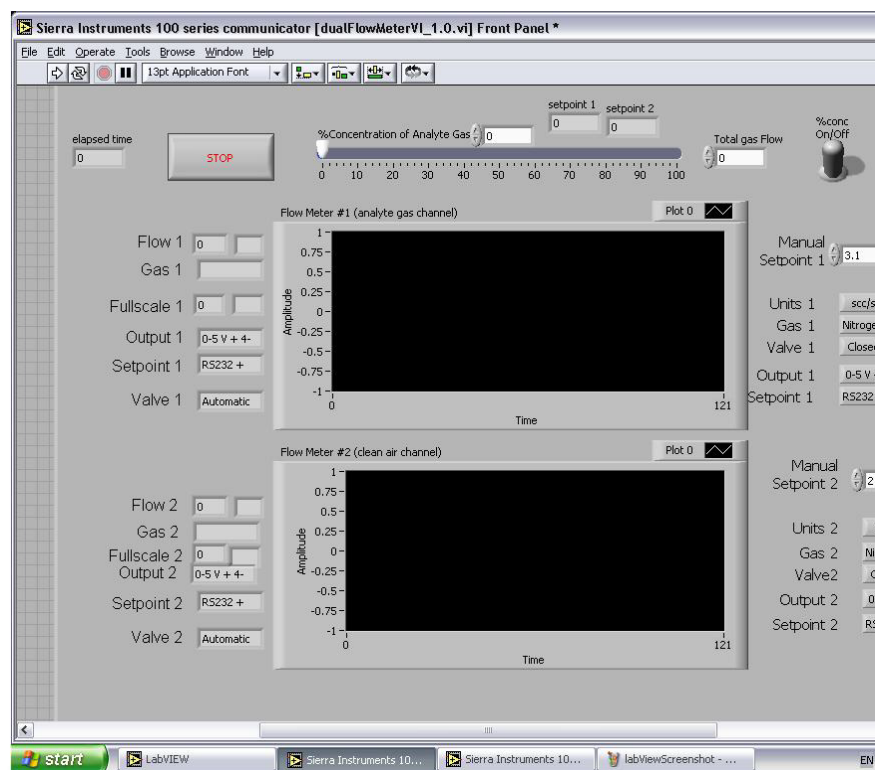 Sierra Instruments 100 series communicator [dualFlowMeterVI_1.0.vi] Front Panel *
File Edit Operate Tools Browse Window Help
13pt Application Font
setpoint 1 setpoint 2
0 0
elapsed time
0
STOP
%Concentration of Analyte Gas 0
0 10 20 30 40 50 60 70 80 90 100
Total gas Flow
0
%conc
On/Off
Flow Meter #1 (analyte gas channel)
Plot 0
Flow 1 0
Gas 1
Fullscale 1 0
Output 1 0-5 V + 4-
Setpoint 1 RS232 +
Valve 1 Automatic
Amplitude
1
0.75
0.5
0.25
0
-0.25
-0.5
-0.75
-1
0 121
Time
Manual
Setpoint 1 3.1
Units 1 scc/s
Gas 1 Nitroge
Valve 1 Close
Output 1 0-5 V
Setpoint 1 RS232
Flow Meter #2 (clean air channel)
Plot 0
Flow 2 0
Gas 2
Fullscale 2 0
Output 2 0-5 V + 4-
Setpoint 2 RS232 +
Valve 2 Automatic
Amplitude
1
0.75
0.5
0.25
0
-0.25
-0.5
-0.75
-1
0 121
Time
Manual
Setpoint 2 2
Units 2
Gas 2 Ni
Valve2
Output 2 0
Setpoint 2 RS
start
LabVIEW
Sierra Instruments 10...
Sierra Instruments 10...
labViewScreenshot - ...
EN